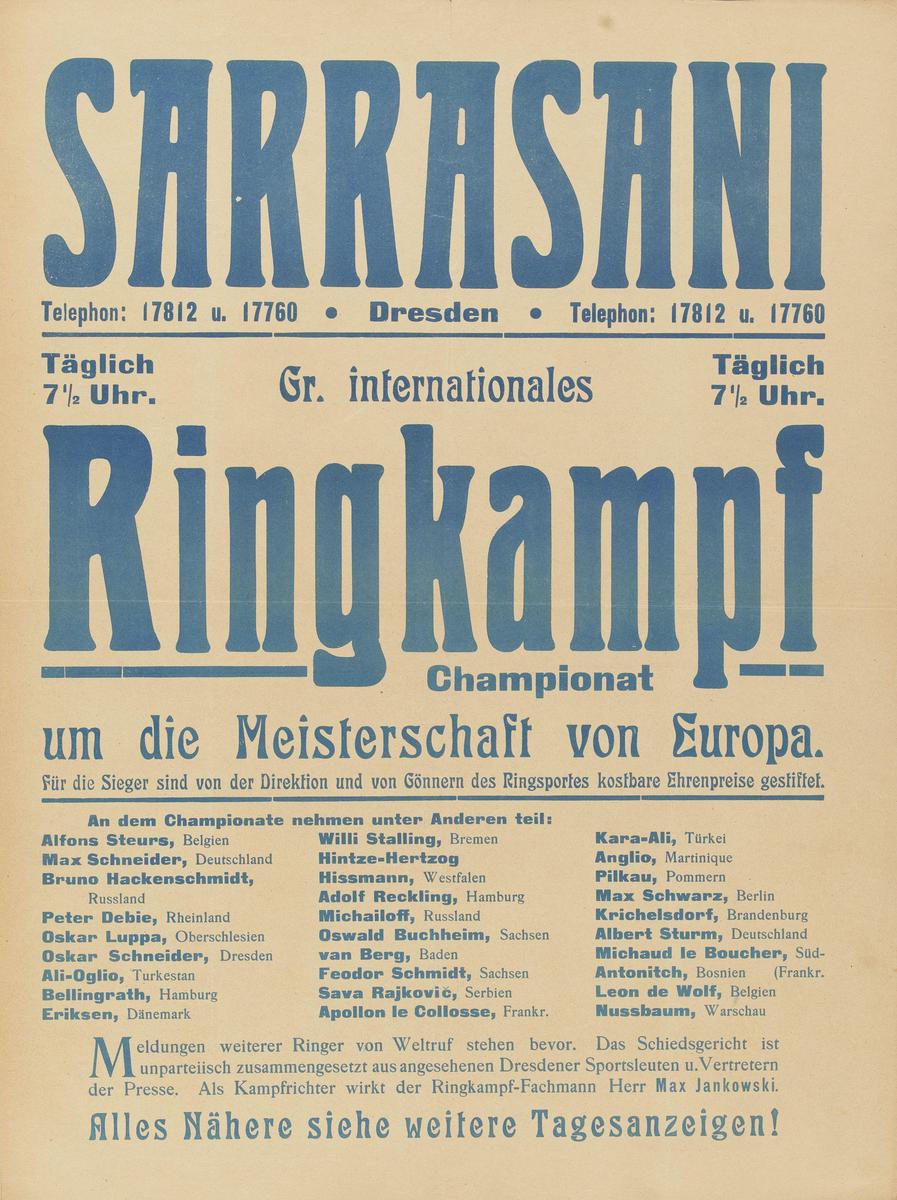 SARRASANI
Telephon: 17812 u. 17760 • Dresden • Telephon: 17812 u. 17760
Täglich
7 1/2 Uhr.
Gr. internationales
Täglich
7 1/2 Uhr.
Ringkampf
Championat
um die Meisterschaft von Europa.
Für die Sieger sind von der Direktion und von Gönnern des Ringsportes kostbare Ehrenpreise gestiftet.
An dem Championate nehmen unter Anderen teil:
Alfons Steurs, Belgien
Max Schneider, Deutschland
Bruno Hackenschmidt,
Russland
Peter Debie, Rheinland
Oskar Luppa, Oberschlesien
Oskar Schneider, Dresden
Ali-Oglio, Turkestan
Bellingrath, Hamburg
Eriksen, Dänemark
Willi Stalling, Bremen
Hintze-Hertzog
Hissmann, Westfalen
Adolf Reckling, Hamburg
Michailoff, Russland
Oswald Buchheim, Sachsen
van Berg, Baden
Feodor Schmidt, Sachsen
Sava Rajkovič, Serbien
Apollon le Collosse, Frankr.
Kara-Ali, Türkei
Anglio, Martinique
Pilkau, Pommern
Max Schwarz, Berlin
Krichelsdorf, Brandenburg
Albert Sturm, Deutschland
Michaud le Boucher, Süd-
Antonitch, Bosnien (Frankr.
Leon de Wolf, Belgien
Nussbaum, Warschau
Meldungen weiterer Ringer von Weltruf stehen bevor. Das Schiedsgericht ist
unparteiisch zusammengesetzt aus angesehenen Dresdener Sportsleuten u. Vertretern
der Presse. Als Kampfrichter wirkt der Ringkampf-Fachmann Herr Max Jankowski.
Alles Nähere siehe weitere Tagesanzeigen!